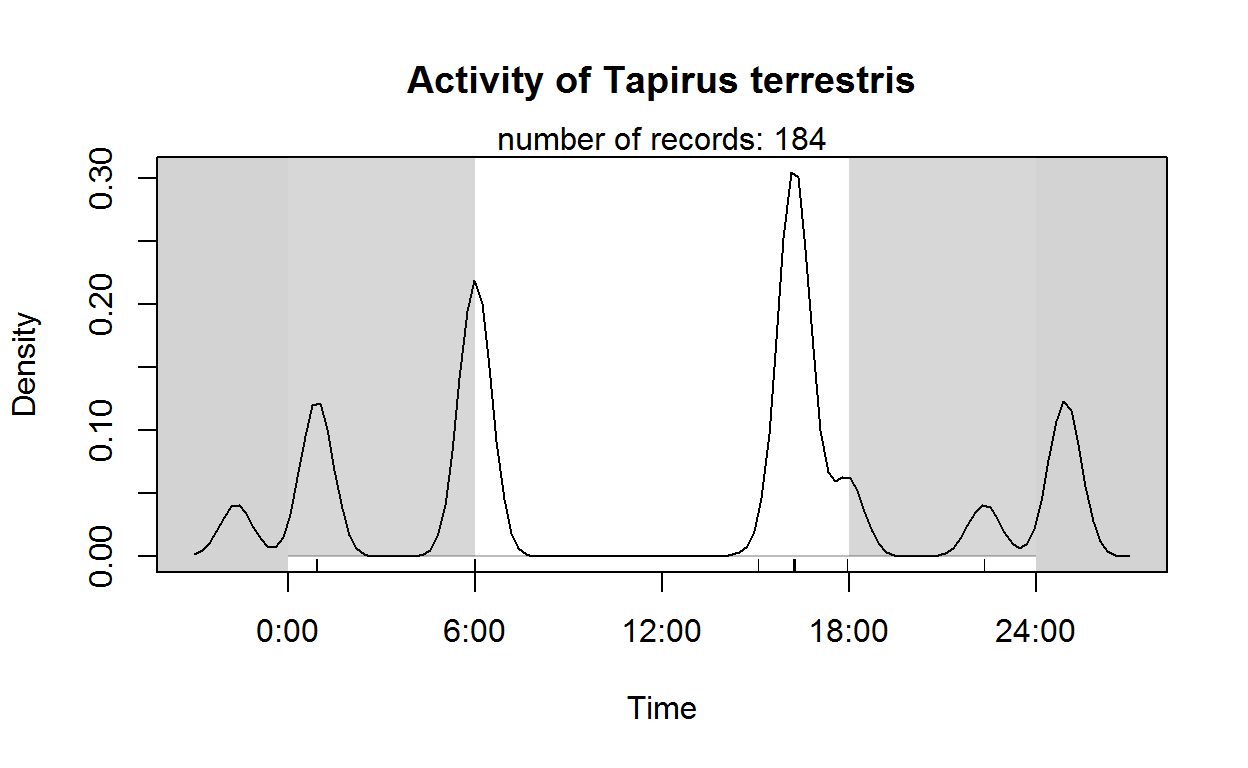 Activity of Tapirus terrestris
number of records: 184
0.30
0.20
0.10
0.00
Density
0:00 6:00 12:00 18:00 24:00
Time